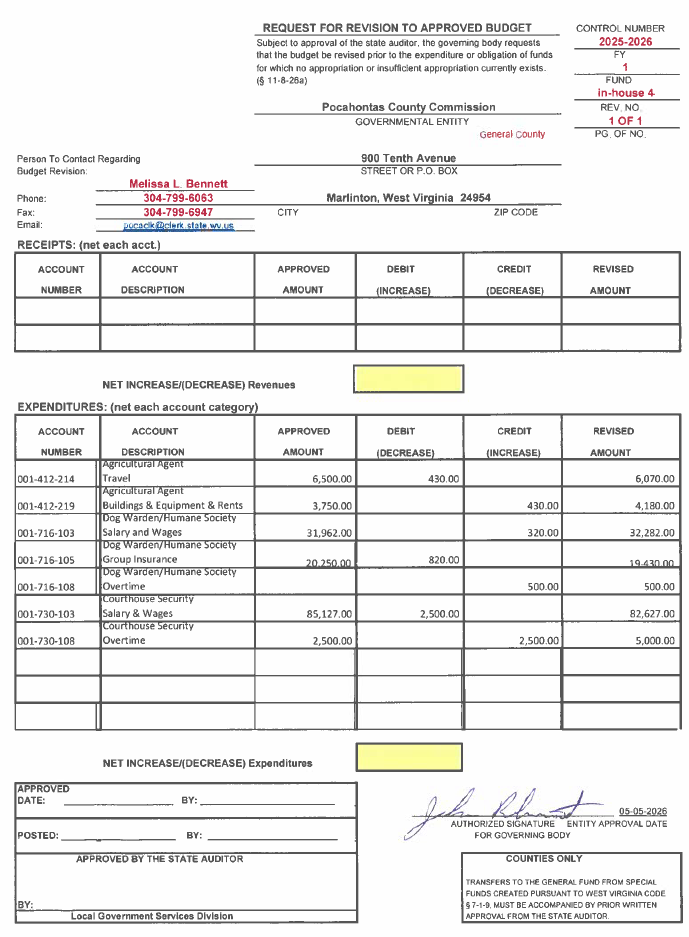 REQUEST FOR REVISION TO APPROVED BUDGET
Subject to approval of the state auditor, the governing body requests
that the budget be revised prior to the expenditure or obligation of funds
for which no appropriation or insufficient appropriation currently exists.
(§ 11-8-26a)
CONTROL NUMBER
2025-2026
FY
1
FUND
in-house 4
REV. NO.
1 OF 1
PG. OF NO.
Pocahontas County Commission
GOVERNMENTAL ENTITY
General County
Person To Contact Regarding
Budget Revision:
900 Tenth Avenue
STREET OR P.O. BOX
Melissa L. Bennett
Phone: 304-799-6063
Fax: 304-799-6947
Email: pocaclk@clerk.state.wv.us
Marlinton, West Virginia 24954
CITY ZIP CODE
RECEIPTS: (net each acct.)
ACCOUNT ACCOUNT APPROVED DEBIT CREDIT REVISED
NUMBER DESCRIPTION AMOUNT (INCREASE) (DECREASE) AMOUNT
NET INCREASE/(DECREASE) Revenues
EXPENDITURES: (net each account category)
ACCOUNT ACCOUNT APPROVED DEBIT CREDIT REVISED
NUMBER DESCRIPTION AMOUNT (DECREASE) (INCREASE) AMOUNT
Agricultural Agent
001-412-214 Travel 6,500.00 430.00 6,070.00
Agricultural Agent
001-412-219 Buildings & Equipment & Rents 3,750.00 430.00 4,180.00
Dog Warden/Humane Society
001-716-103 Salary and Wages 31,962.00 320.00 32,282.00
Dog Warden/Humane Society
001-716-105 Group Insurance 20,250.00 820.00 19,430.00
Dog Warden/Humane Society
001-716-108 Overtime 500.00 500.00
Courthouse Security
001-730-103 Salary & Wages 85,127.00 2,500.00 82,627.00
Courthouse Security
001-730-108 Overtime 2,500.00 2,500.00 5,000.00
NET INCREASE/(DECREASE) Expenditures
APPROVED
DATE: BY:
POSTED: BY:
APPROVED BY THE STATE AUDITOR
BY:
Local Government Services Division
05-05-2026
AUTHORIZED SIGNATURE ENTITY APPROVAL DATE
FOR GOVERNING BODY
COUNTIES ONLY
TRANSFERS TO THE GENERAL FUND FROM SPECIAL
FUNDS CREATED PURSUANT TO WEST VIRGINIA CODE
§ 7-1-9, MUST BE ACCOMPANIED BY PRIOR WRITTEN
APPROVAL FROM THE STATE AUDITOR.